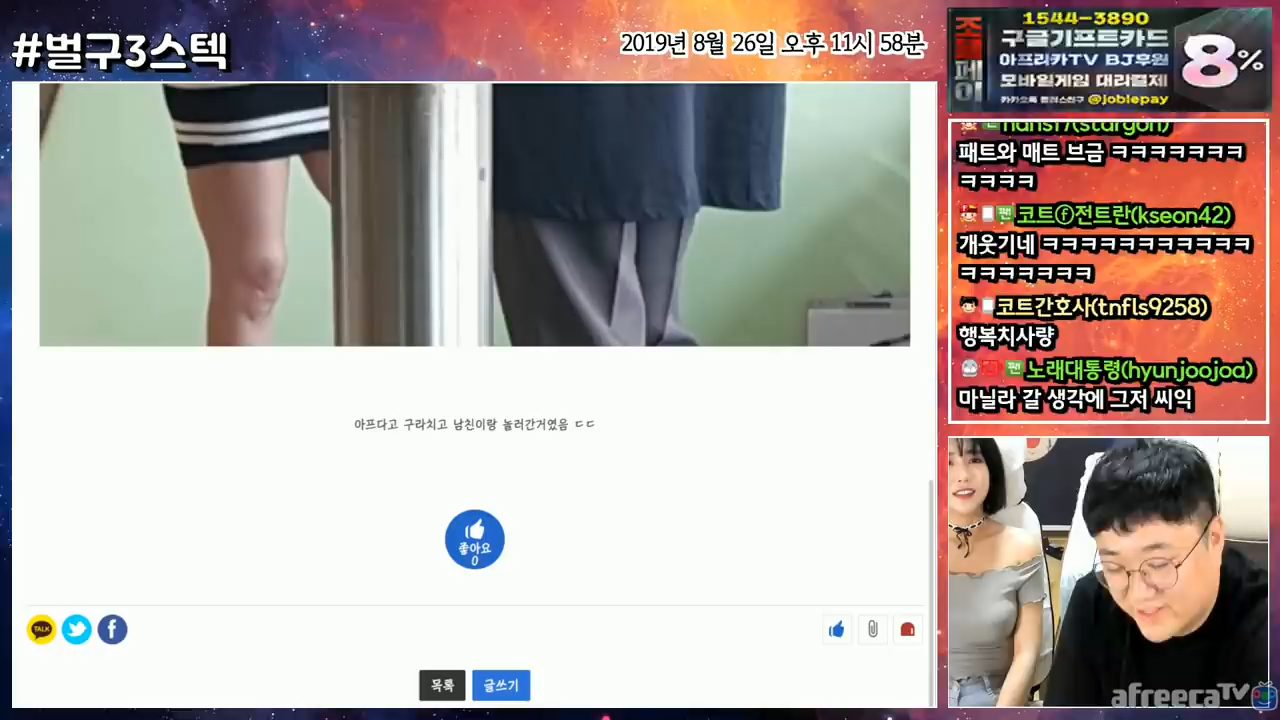 #벌구3스텍
2019년 8월 26일 오후 11시 58분
1544-3890
구글기프트카드
아프리카TV BJ후원
모바일게임 대리결제
@joblepay
조블페이
8%
패트와 매트 브금 ㅋㅋㅋㅋㅋㅋㅋ
ㅋㅋㅋㅋ
코트ⓕ전트란(kseon42)
개웃기네 ㅋㅋㅋㅋㅋㅋㅋㅋㅋㅋㅋ
ㅋㅋㅋㅋㅋㅋㅋ
코트간호사(tnfls9258)
행복치사량
팬노래대통령(hyunjoojoa)
마닐라 갈 생각에 그저 씨익
아프다고 구라치고 남친이랑 놀러간거였음 ㄷㄷ
좋아요
0
TALK
목록
글쓰기
afreecaTV